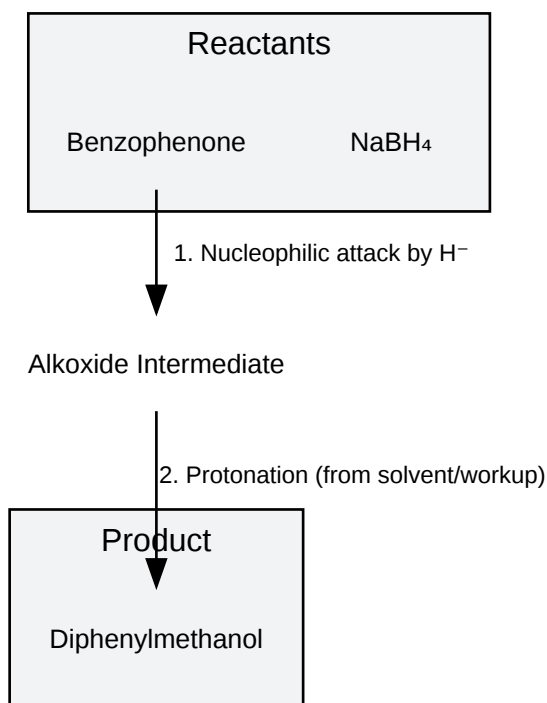 Reactants
Benzophenone NaBH₄
1. Nucleophilic attack by H⁻
Alkoxide Intermediate
2. Protonation (from solvent/workup)
Product
Diphenylmethanol